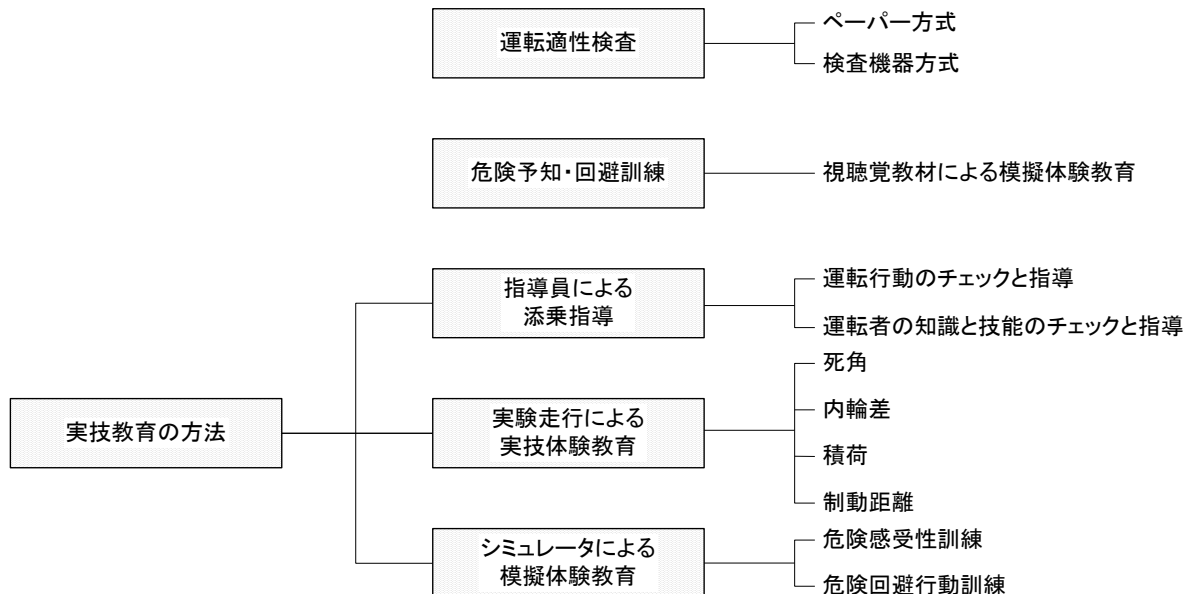 運転適性検査
ペーパー方式
検査機器方式
危険予知・回避訓練
視聴覚教材による模擬体験教育
指導員による
添乗指導
運転行動のチェックと指導
運転者の知識と技能のチェックと指導
実技教育の方法
実験走行による
実技体験教育
死角
内輪差
積荷
制動距離
シミュレータによる
模擬体験教育
危険感受性訓練
危険回避行動訓練